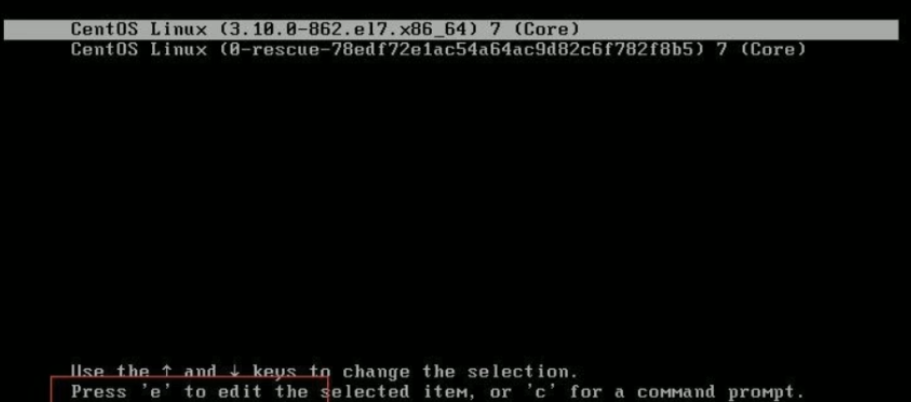 CentOS Linux (3.10.0-862.el7.x86_64) 7 (Core)
CentOS Linux (0-rescue-78edf72e1ac54a64ac9d82c6f782f8b5) 7 (Core)
Use the ↑ and ↓ keys to change the selection.
Press 'e' to edit the selected item, or 'c' for a command prompt.